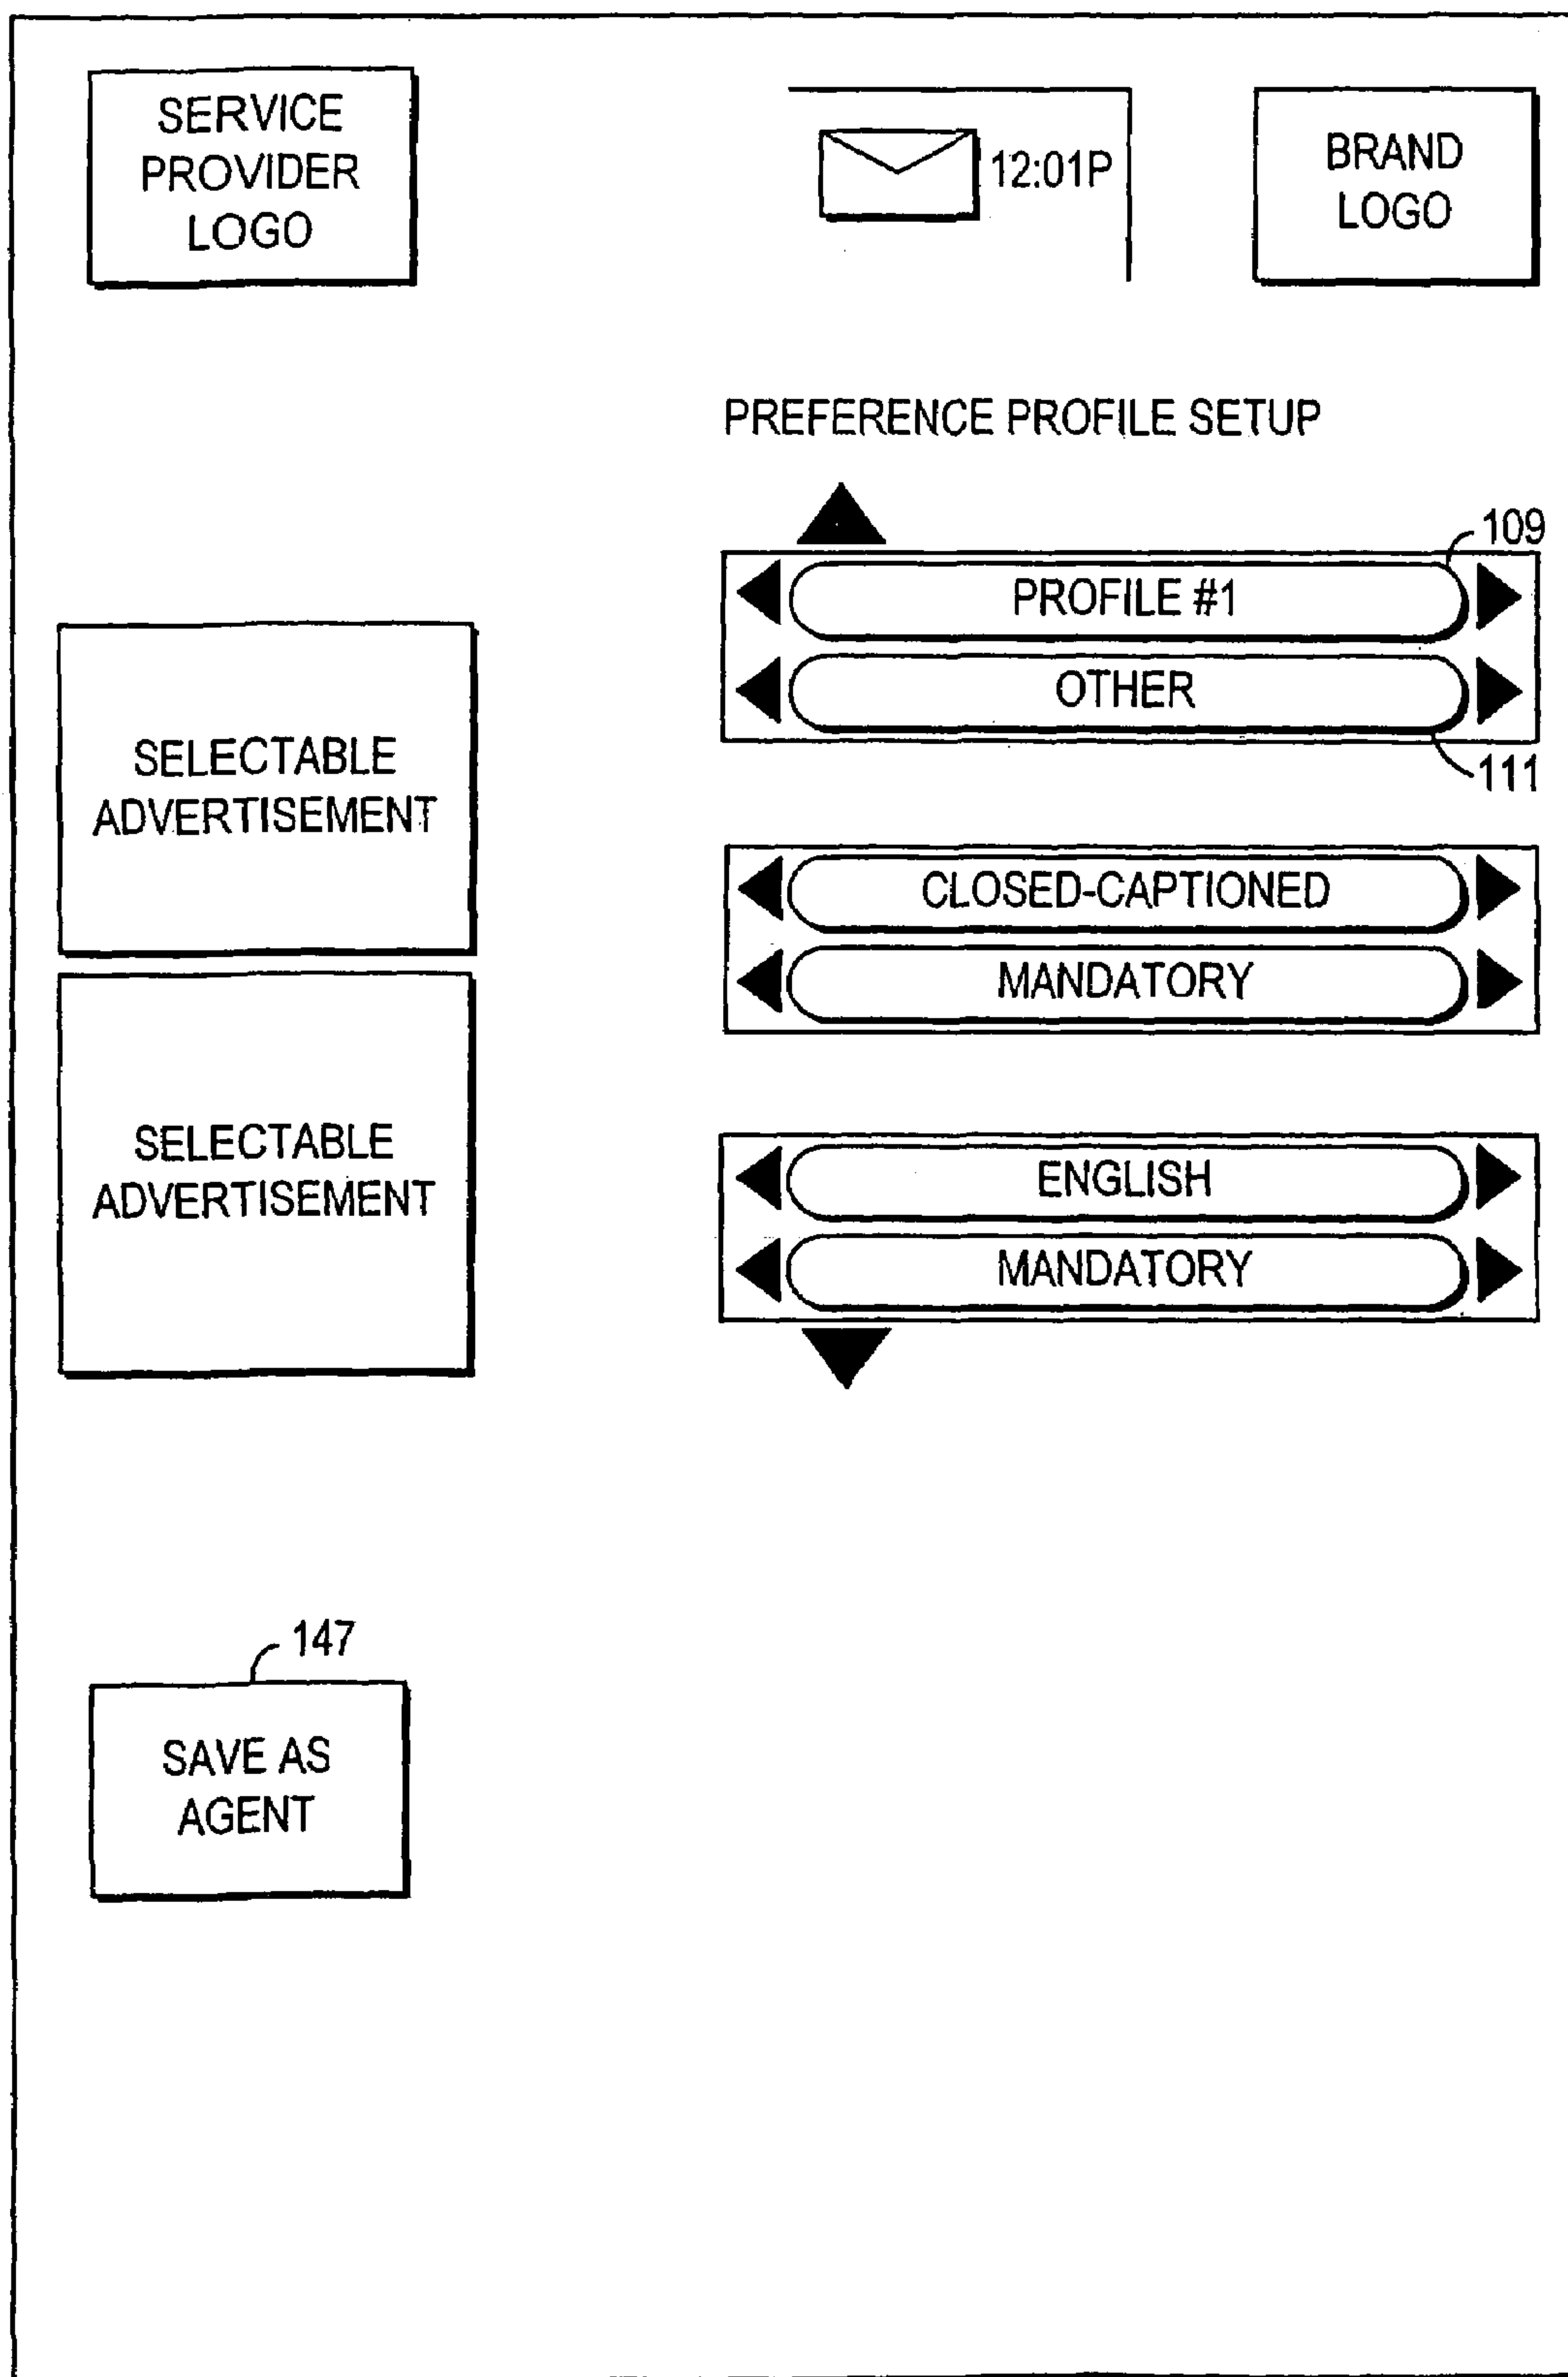 SERVICE
PROVIDER
LOGO
12:01P
BRAND
LOGO
PREFERENCE PROFILE SETUP
109
PROFILE #1
OTHER
111
SELECTABLE
ADVERTISEMENT
CLOSED-CAPTIONED
MANDATORY
SELECTABLE
ADVERTISEMENT
ENGLISH
MANDATORY
147
SAVE AS
AGENT